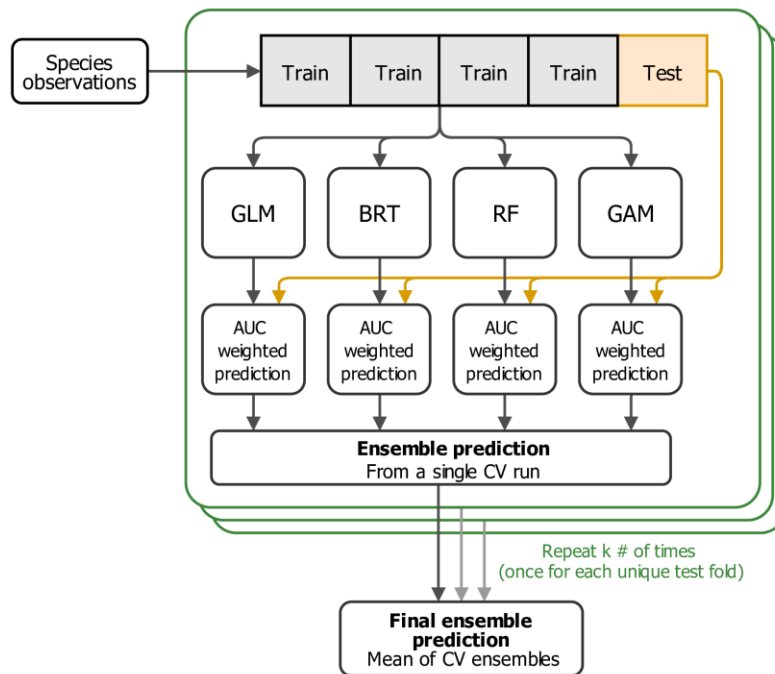 Species
observations
Train
Train
Train
Train
Test
GLM
BRT
RF
GAM
AUC
weighted
prediction
AUC
weighted
prediction
AUC
weighted
prediction
AUC
weighted
prediction
Ensemble prediction
From a single CV run
Repeat k # of times
(once for each unique test fold)
Final ensemble
prediction
Mean of CV ensembles